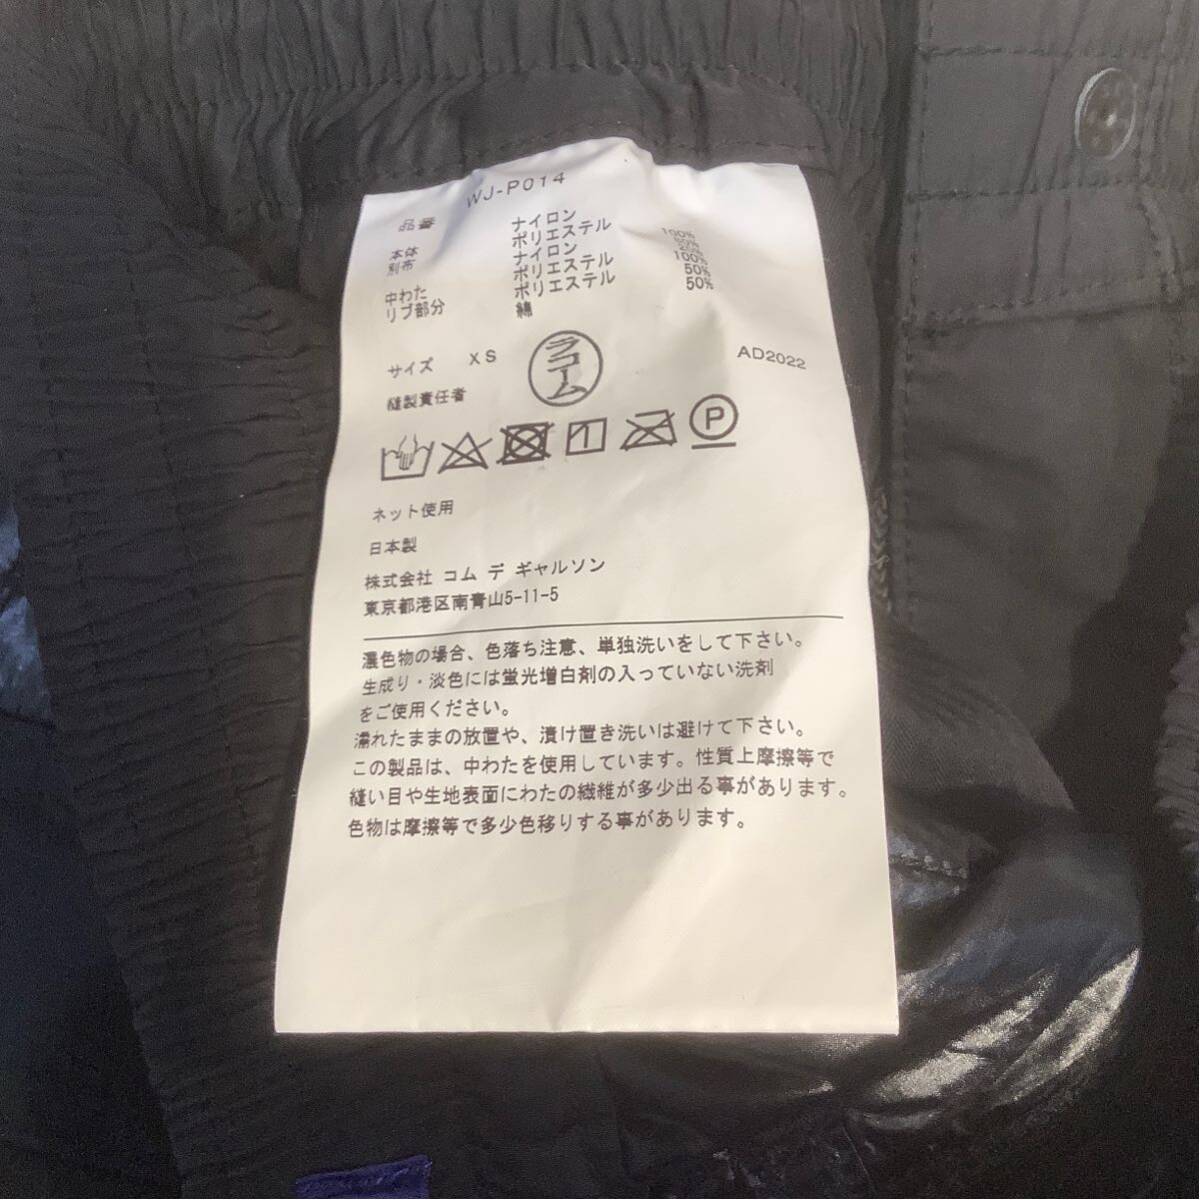 品番 WJ-P014
本体 ナイロン 100%
別布 ポリエステル
ナイロン
中わた ポリエステル 100%
リブ部分 ポリエステル 50%
綿 50%
サイズ XS
ラコーム
AD2022
縫製責任者
1 P
ネット使用
日本製
株式会社 コム デ ギャルソン
東京都港区南青山5-11-5
濃色物の場合、色落ち注意、単独洗いをして下さい。
生成り・淡色には蛍光増白剤の入っていない洗剤
をご使用ください。
濡れたままの放置や、漬け置き洗いは避けて下さい。
この製品は、中わたを使用しています。性質上摩擦等で
縫い目や生地表面にわたの繊維が多少出る事があります。
色物は摩擦等で多少色移りする事があります。